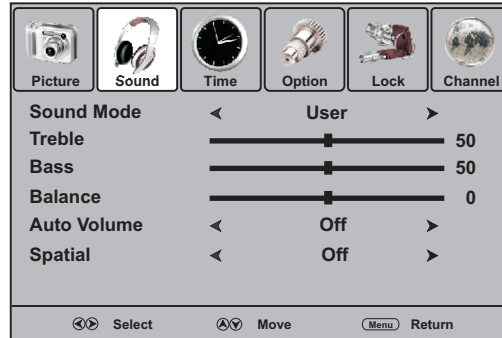 Picture Sound Time Option Lock Channel
Sound Mode User
Treble 50
Bass 50
Balance 0
Auto Volume Off
Spatial Off
Select Move Menu Return